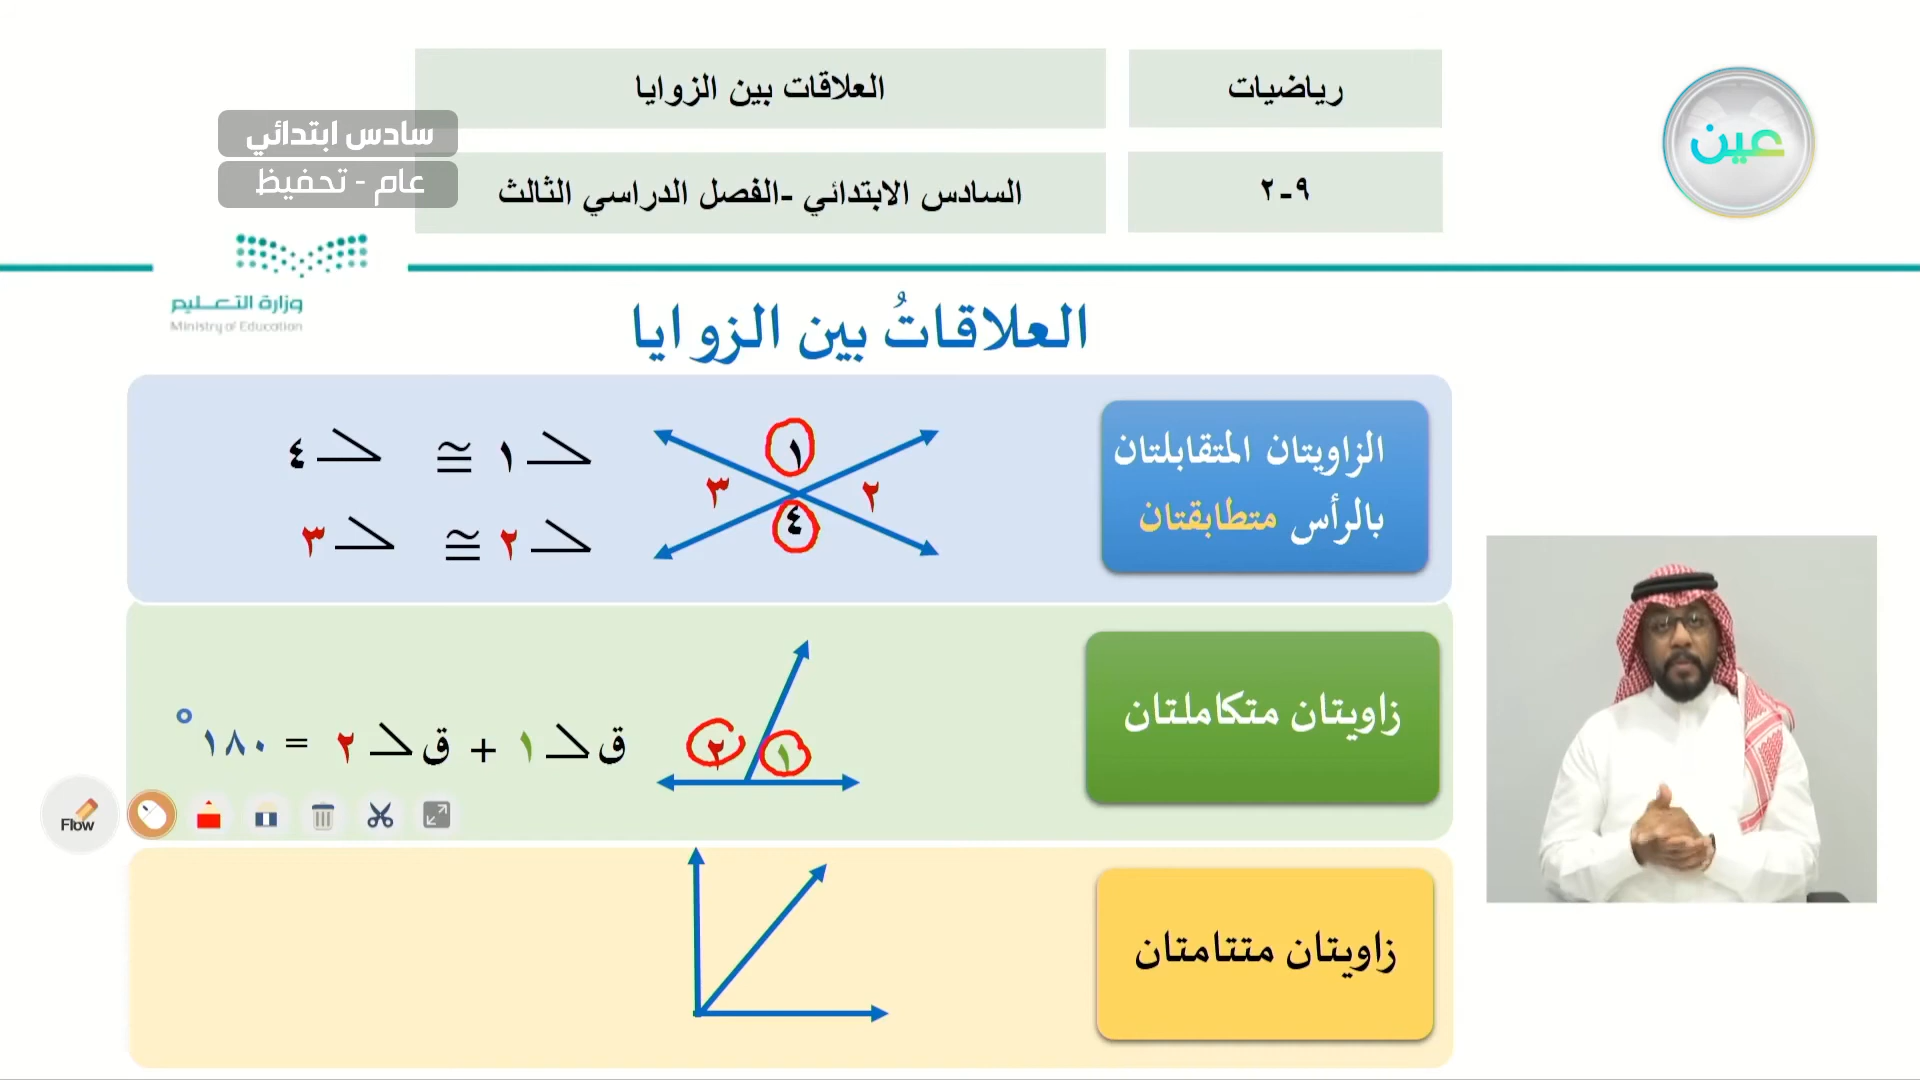 رياضيات
العلاقات بين الزوايا
سادس ابتدائي
عام - تحفيظ
٩-٢
السادس الابتدائي -الفصل الدراسي الثالث
عين
وزارة التعليم
Ministry of Education
العلاقاتُ بين الزوايا
الزاويتان المتقابلتان
بالرأس متطابقتان
١
٢
٣
٤
∠١ ≅ ∠٤
∠٢ ≅ ∠٣
زاويتان متكاملتان
١
٢
ق∠١ + ق∠٢ = ١٨٠°
Flow
زاويتان متتامتان